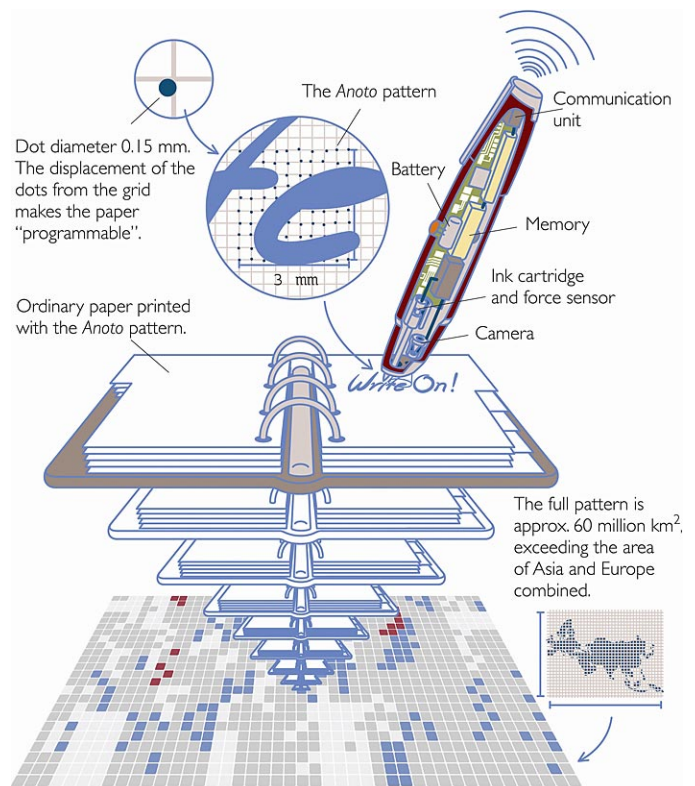 The Anoto pattern
Communication
unit
Dot diameter 0.15 mm.
The displacement of the
dots from the grid
makes the paper
“programmable”.
Battery
Memory
3 mm
Ink cartridge
and force sensor
Ordinary paper printed
with the Anoto pattern.
Camera
Write On!
The full pattern is
approx. 60 million km²,
exceeding the area
of Asia and Europe
combined.